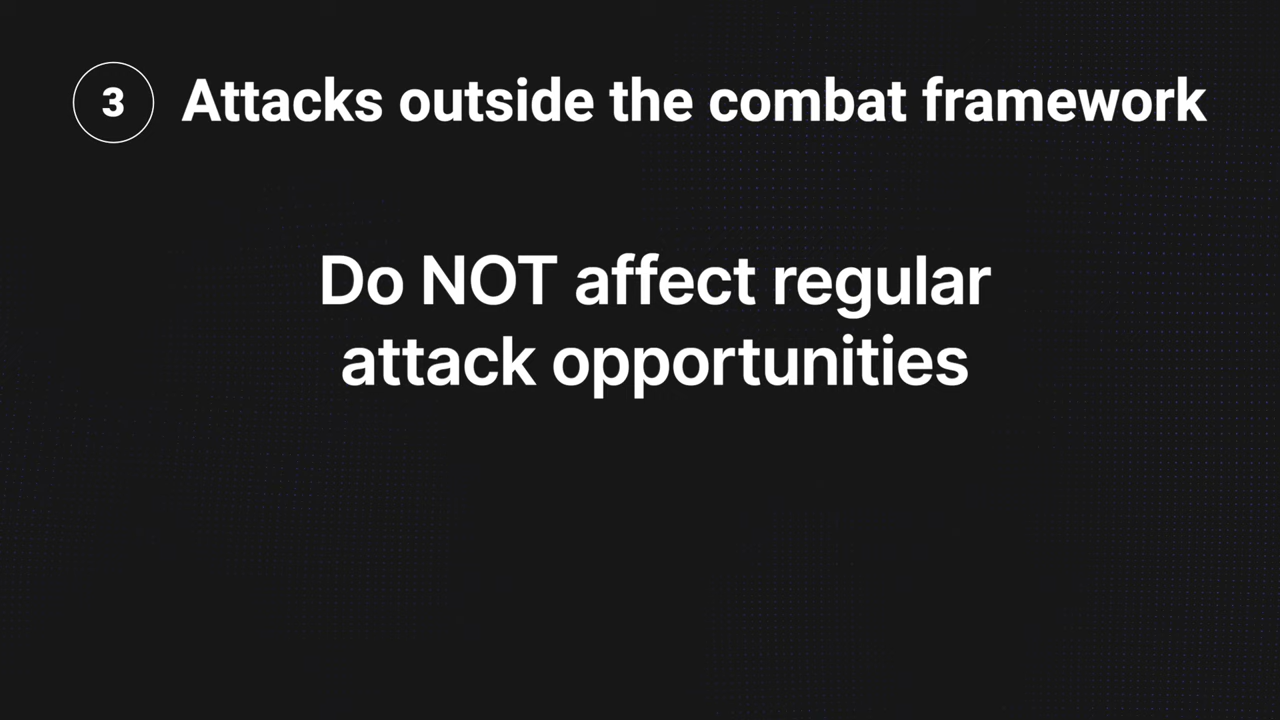 3 Attacks outside the combat framework
Do NOT affect regular
attack opportunities